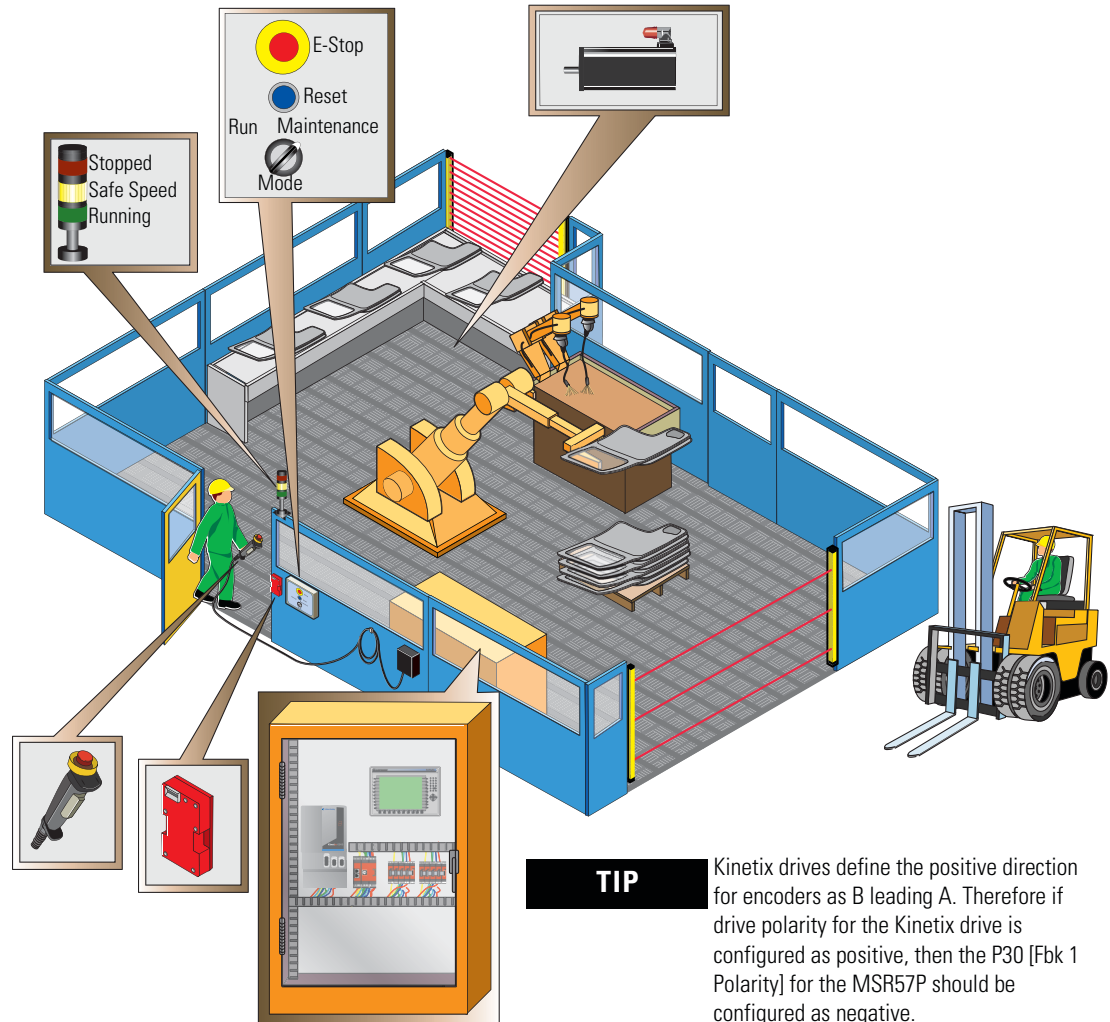 E-Stop
Reset
Run Maintenance
Mode
Stopped
Safe Speed
Running
TIP
Kinetix drives define the positive direction
for encoders as B leading A. Therefore if
drive polarity for the Kinetix drive is
configured as positive, then the P30 [Fbk 1
Polarity] for the MSR57P should be
configured as negative.